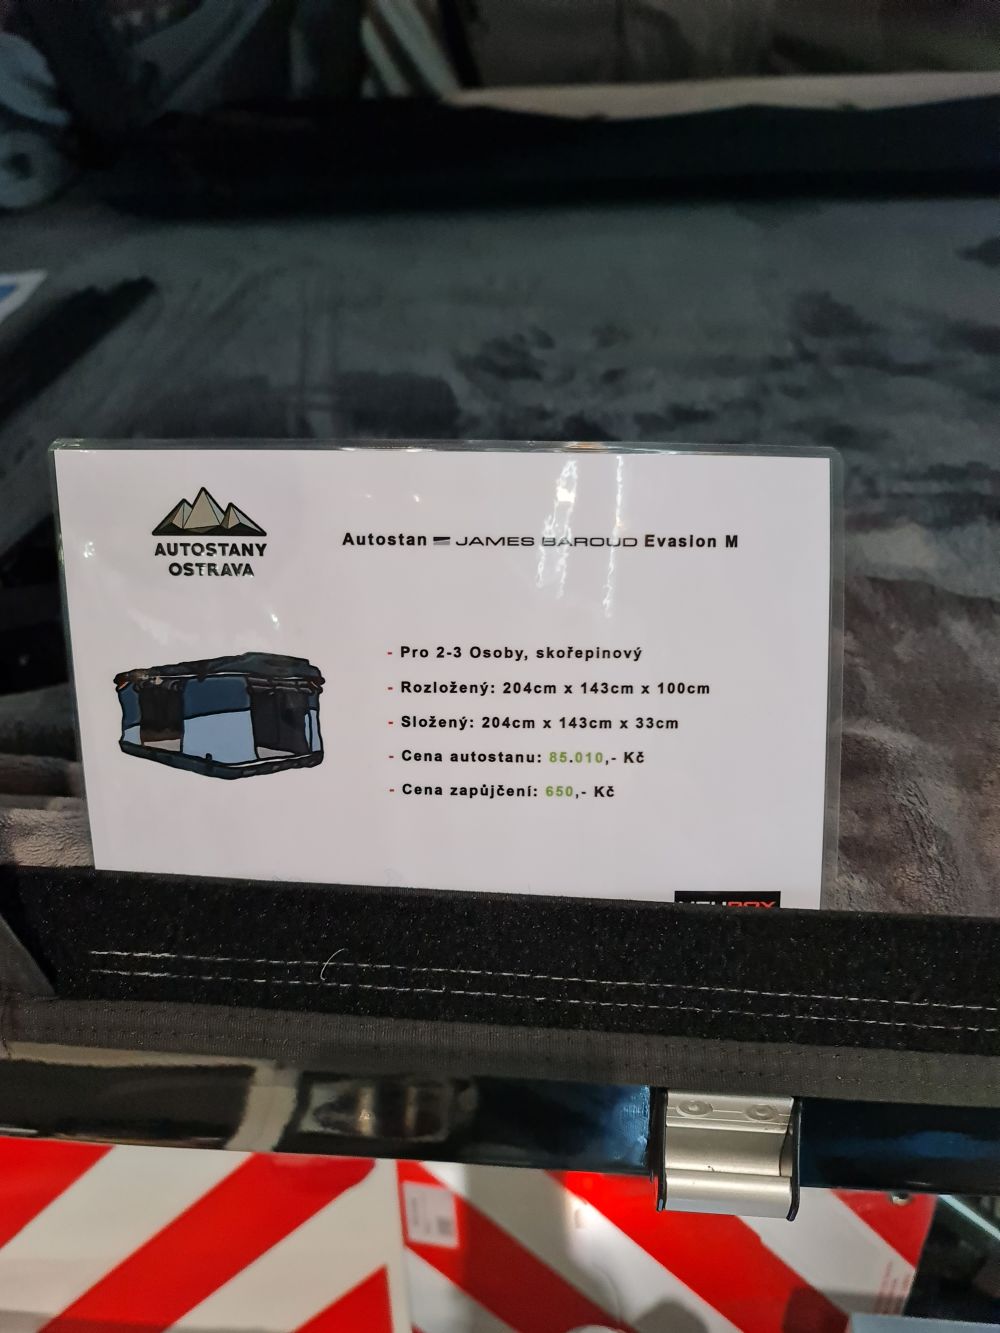 AUTOSTANY
OSTRAVA
Autostan JAMES BAROUD Evasion M
- Pro 2-3 Osoby, skořepinový
- Rozložený: 204cm x 143cm x 100cm
- Složený: 204cm x 143cm x 33cm
- Cena autostanu: 85.010,- Kč
- Cena zapůjčení: 650,- Kč